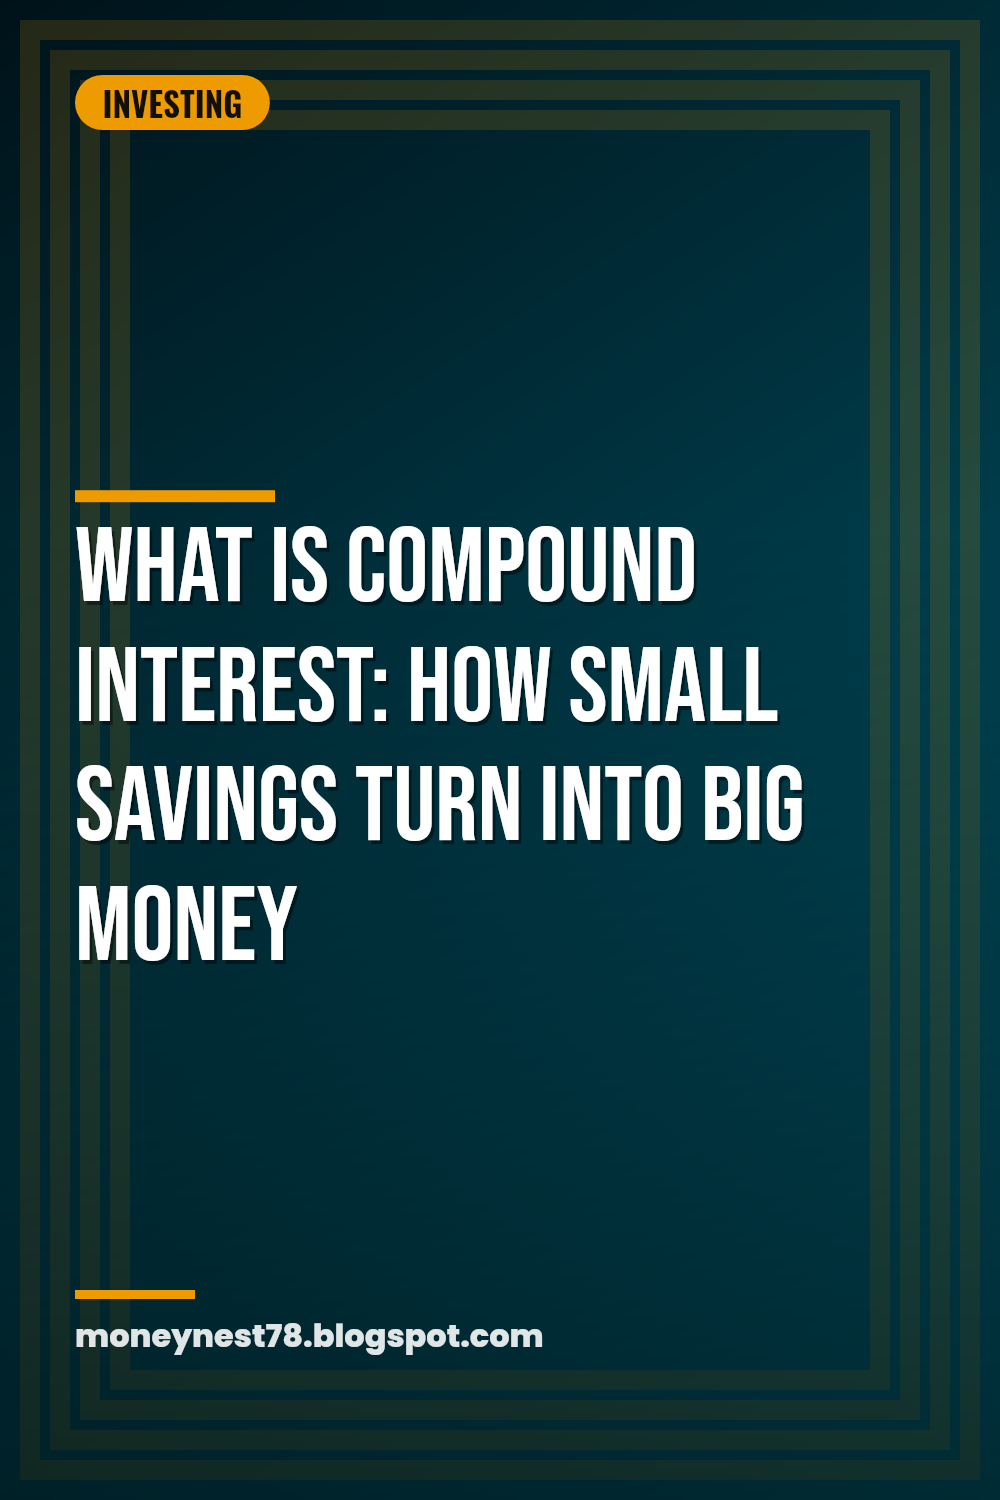 INVESTING
WHAT IS COMPOUND
INTEREST: HOW SMALL
SAVINGS TURN INTO BIG
MONEY
moneynest78.blogspot.com